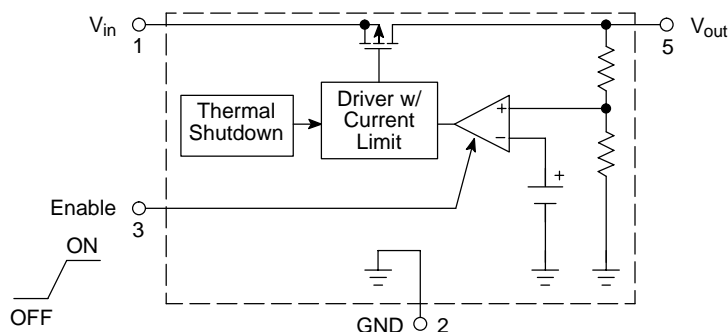 Vin
1
Vout
5
Thermal
Shutdown
Driver w/
Current
Limit
+
−
+
Enable
3
ON
OFF
GND 2